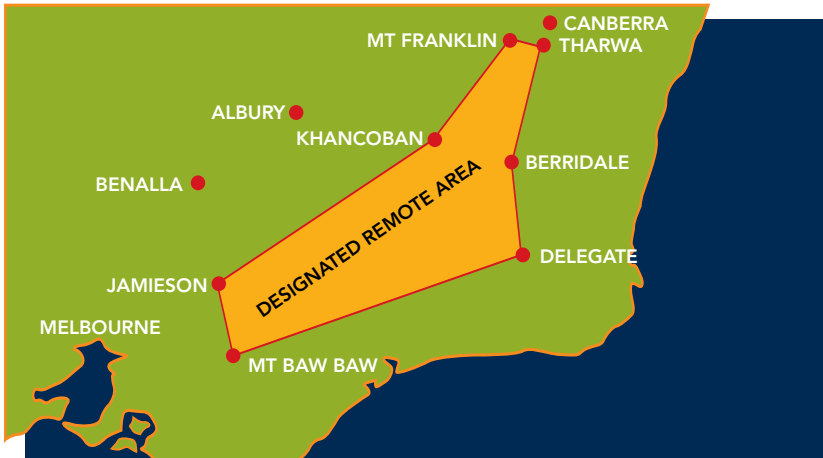 CANBERRA
MT FRANKLIN
THARWA
ALBURY
KHANCOBAN
BERRIDALE
BENALLA
DESIGNATED REMOTE AREA
DELEGATE
JAMIESON
MELBOURNE
MT BAW BAW